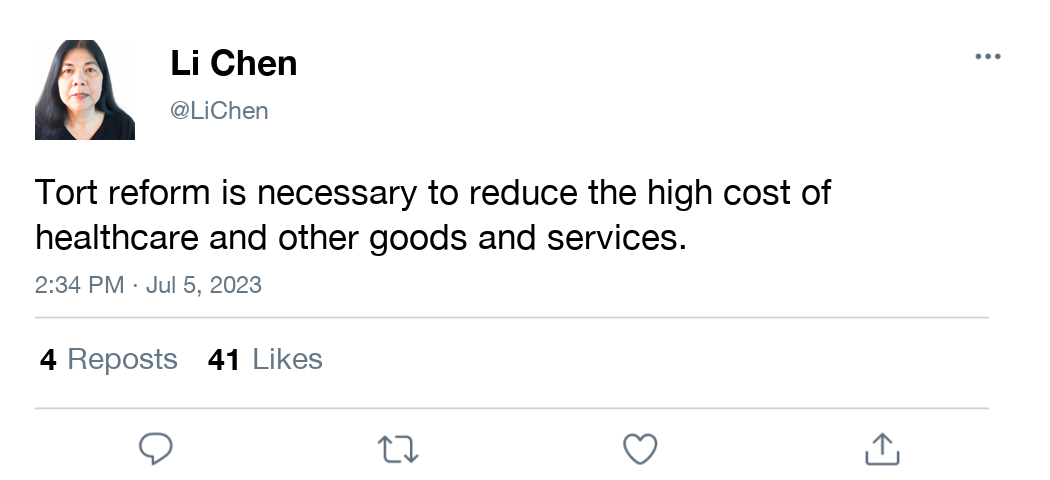 Li Chen
@LiChen
Tort reform is necessary to reduce the high cost of
healthcare and other goods and services.
2:34 PM · Jul 5, 2023
4 Reposts 41 Likes